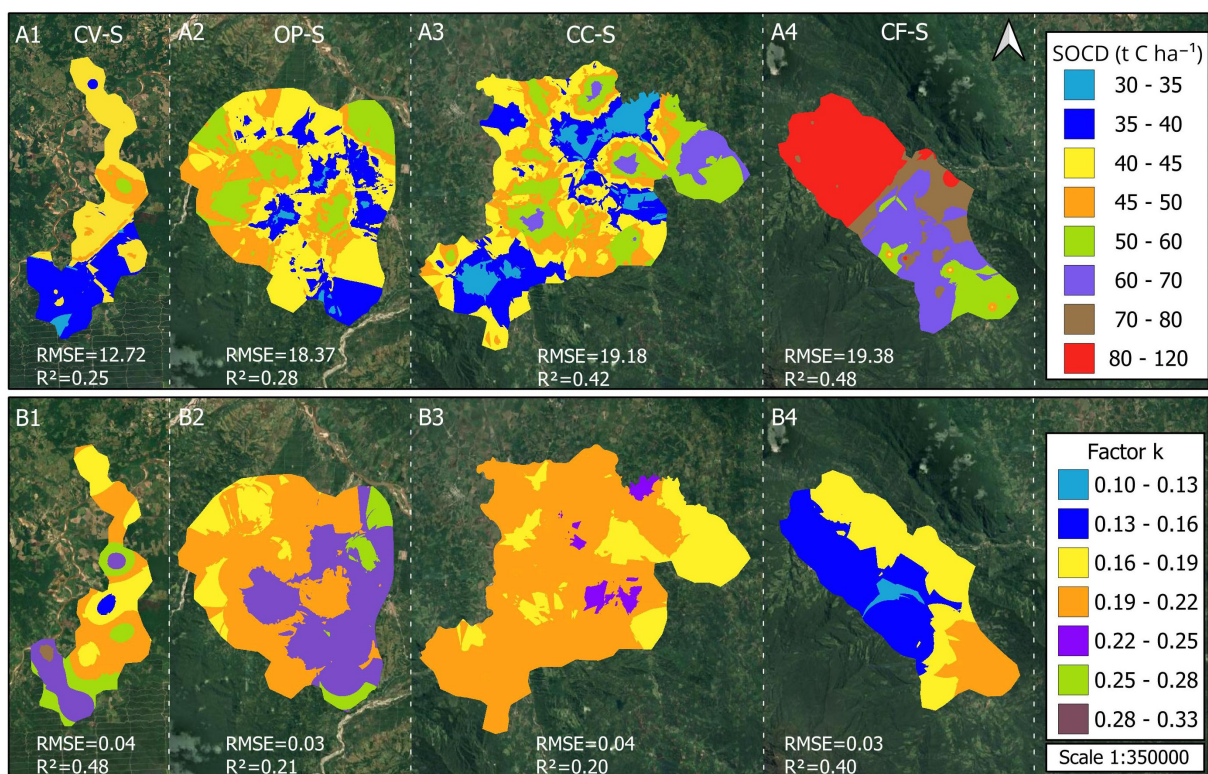 A1 CV-S
A2 OP-S
A3 CC-S
A4 CF-S
SOCD (t C ha⁻¹)
30 - 35
35 - 40
40 - 45
45 - 50
50 - 60
60 - 70
70 - 80
80 - 120
RMSE=12.72
R²=0.25
RMSE=18.37
R²=0.28
RMSE=19.18
R²=0.42
RMSE=19.38
R²=0.48
B1
B2
B3
B4
Factor k
0.10 - 0.13
0.13 - 0.16
0.16 - 0.19
0.19 - 0.22
0.22 - 0.25
0.25 - 0.28
0.28 - 0.33
RMSE=0.04
R²=0.48
RMSE=0.03
R²=0.21
RMSE=0.04
R²=0.20
RMSE=0.03
R²=0.40
Scale 1:350000